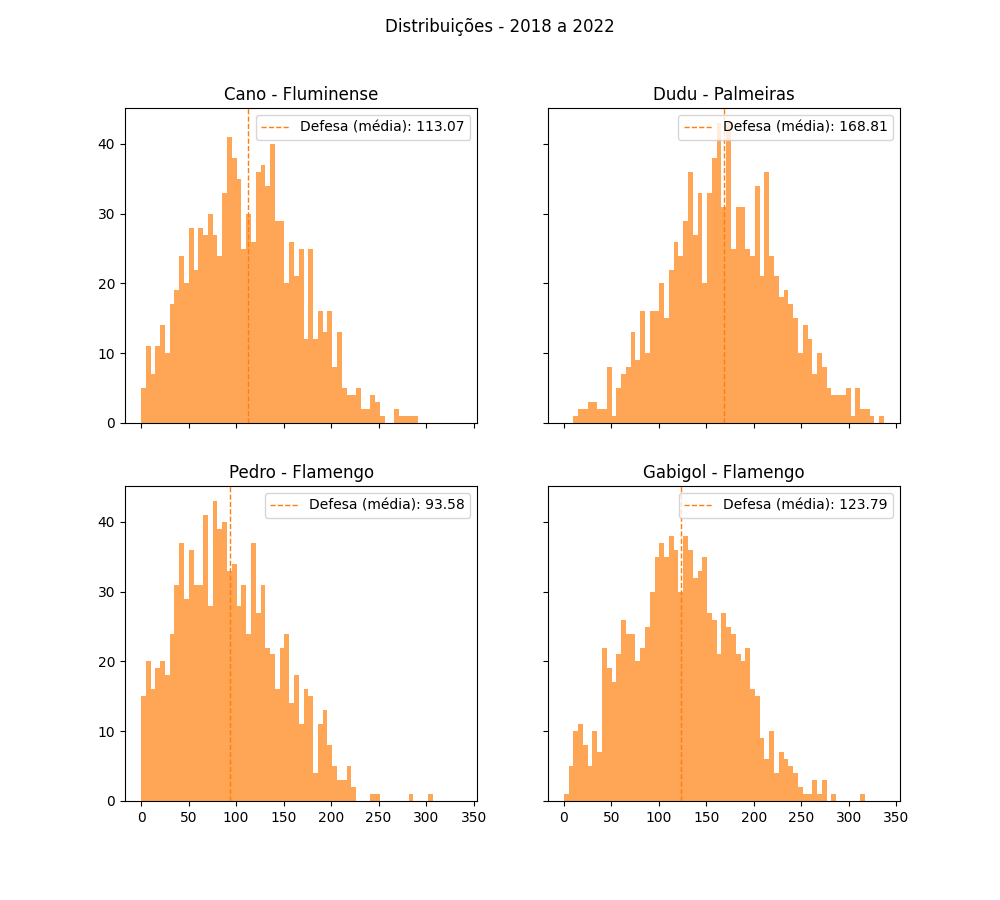 Distribuições - 2018 a 2022
Cano - Fluminense
Defesa (média): 113.07
40
30
20
10
0
Dudu - Palmeiras
Defesa (média): 168.81
Pedro - Flamengo
Defesa (média): 93.58
40
30
20
10
0
0 50 100 150 200 250 300 350
Gabigol - Flamengo
Defesa (média): 123.79
0 50 100 150 200 250 300 350